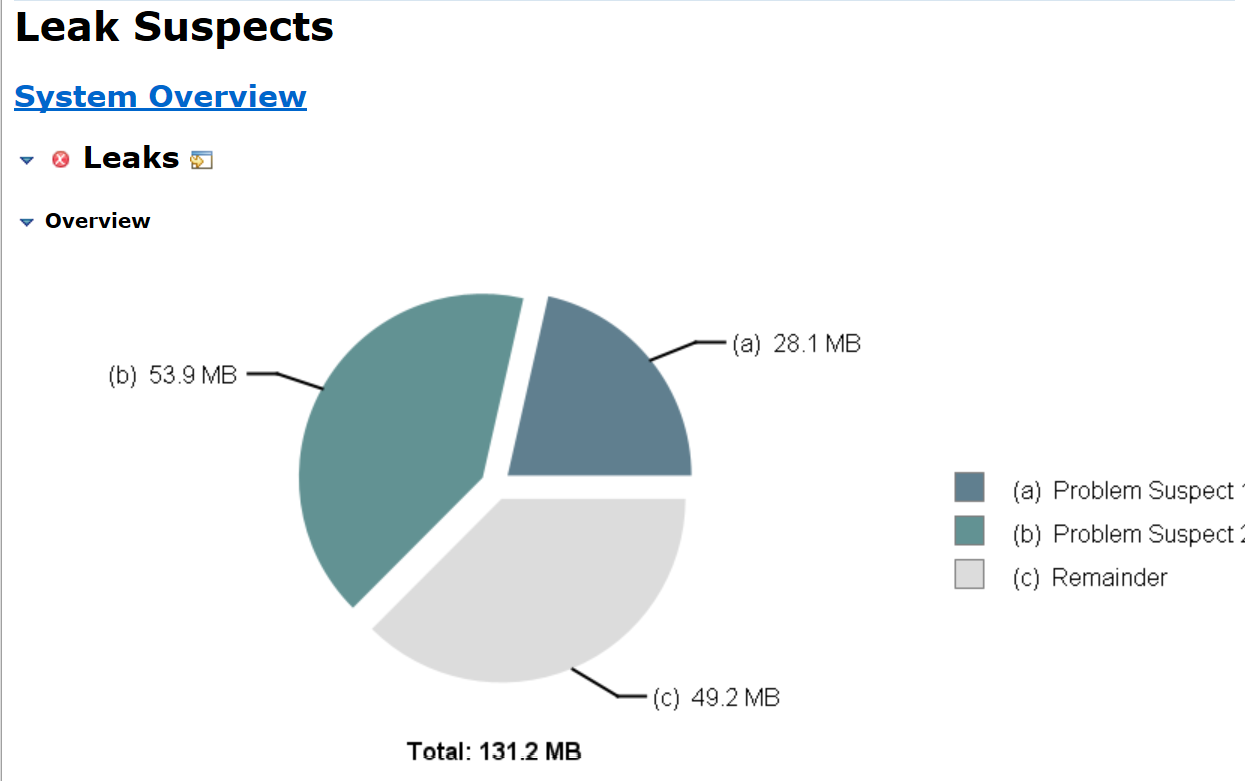 Leak Suspects
System Overview
Leaks
Overview
(a) 28.1 MB
(b) 53.9 MB
(a) Problem Suspect
(b) Problem Suspect
(c) Remainder
(c) 49.2 MB
Total: 131.2 MB